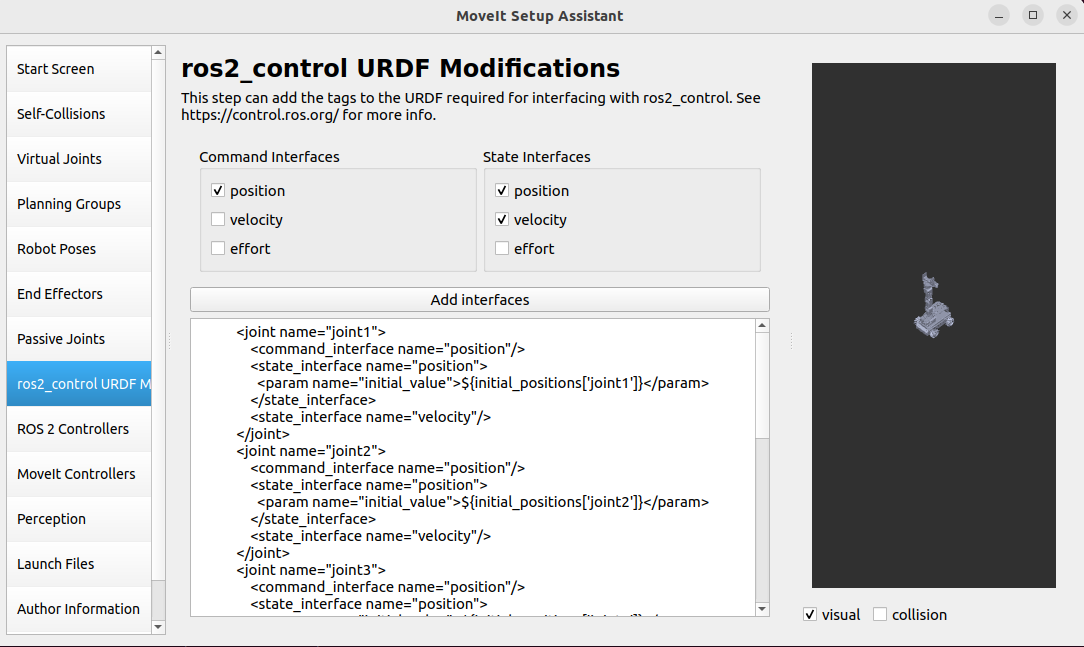 MoveIt Setup Assistant
Start Screen
Self-Collisions
Virtual Joints
Planning Groups
Robot Poses
End Effectors
Passive Joints
ros2_control URDF M
ROS 2 Controllers
MoveIt Controllers
Perception
Launch Files
Author Information
ros2_control URDF Modifications
This step can add the tags to the URDF required for interfacing with ros2_control. See
https://control.ros.org/ for more info.
Command Interfaces
position
velocity
effort
State Interfaces
position
velocity
effort
Add interfaces
<joint name="joint1">
<command_interface name="position"/>
<state_interface name="position">
<param name="initial_value">${initial_positions['joint1']}</param>
</state_interface>
<state_interface name="velocity"/>
</joint>
<joint name="joint2">
<command_interface name="position"/>
<state_interface name="position">
<param name="initial_value">${initial_positions['joint2']}</param>
</state_interface>
<state_interface name="velocity"/>
</joint>
<joint name="joint3">
<command_interface name="position"/>
<state_interface name="position">
visual
collision